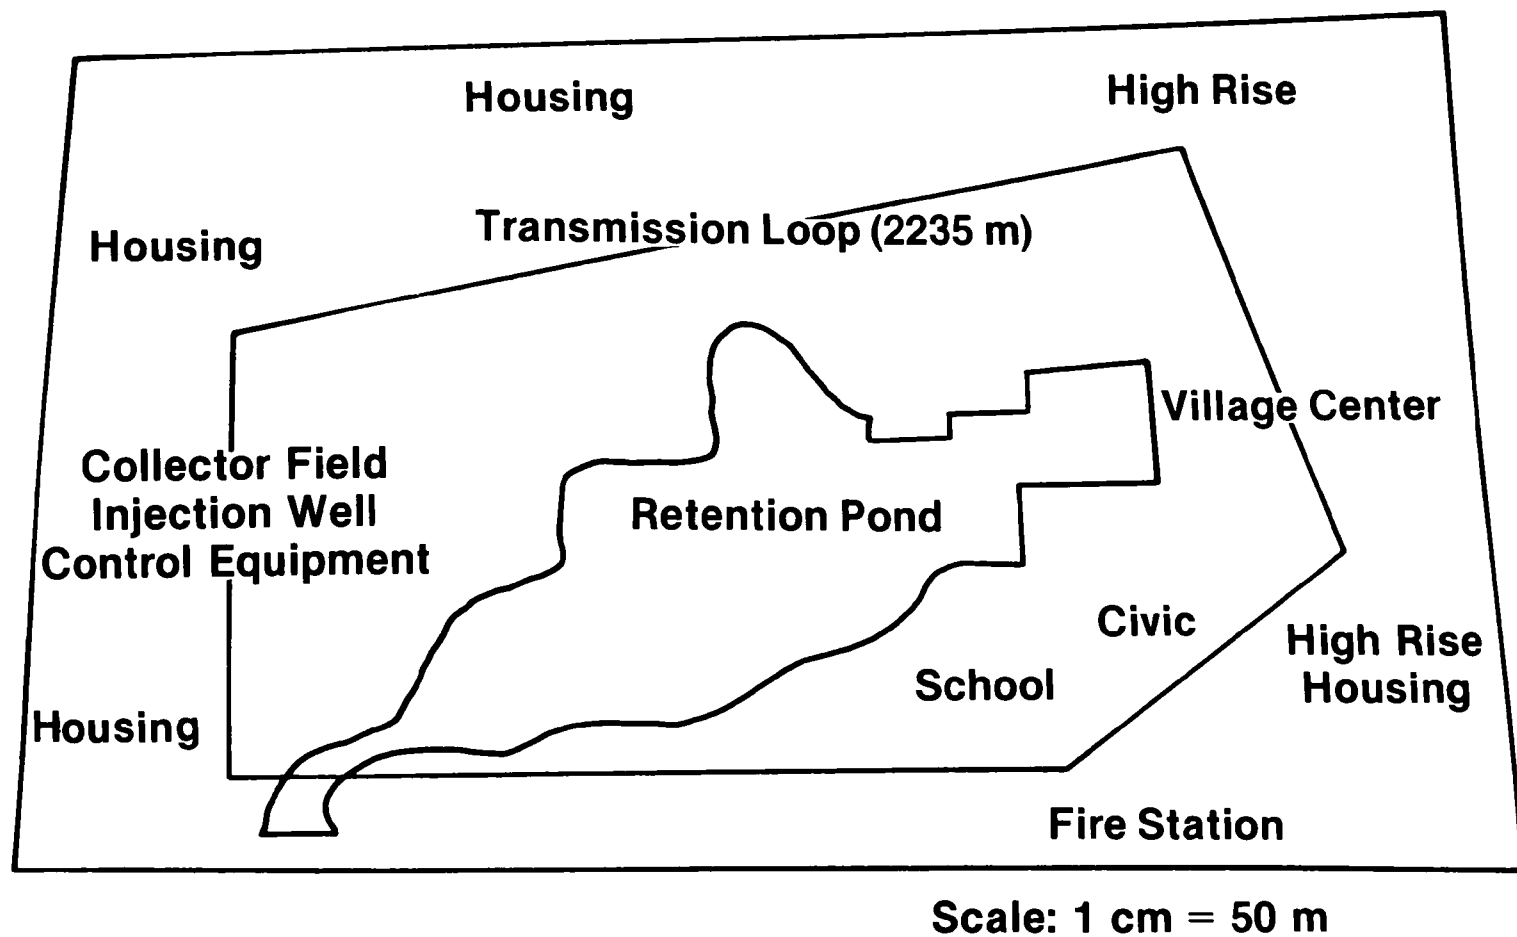 Housing
High Rise
Transmission Loop (2235 m)
Housing
Village Center
Collector Field
Injection Well
Control Equipment
Retention Pond
Civic
High Rise
Housing
School
Housing
Fire Station
Scale: 1 cm = 50 m